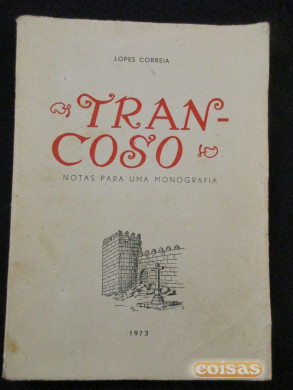 LOPES CORREIA
TRAN-
COSO
NOTAS PARA UMA MONOGRAFIA
1973
coisas